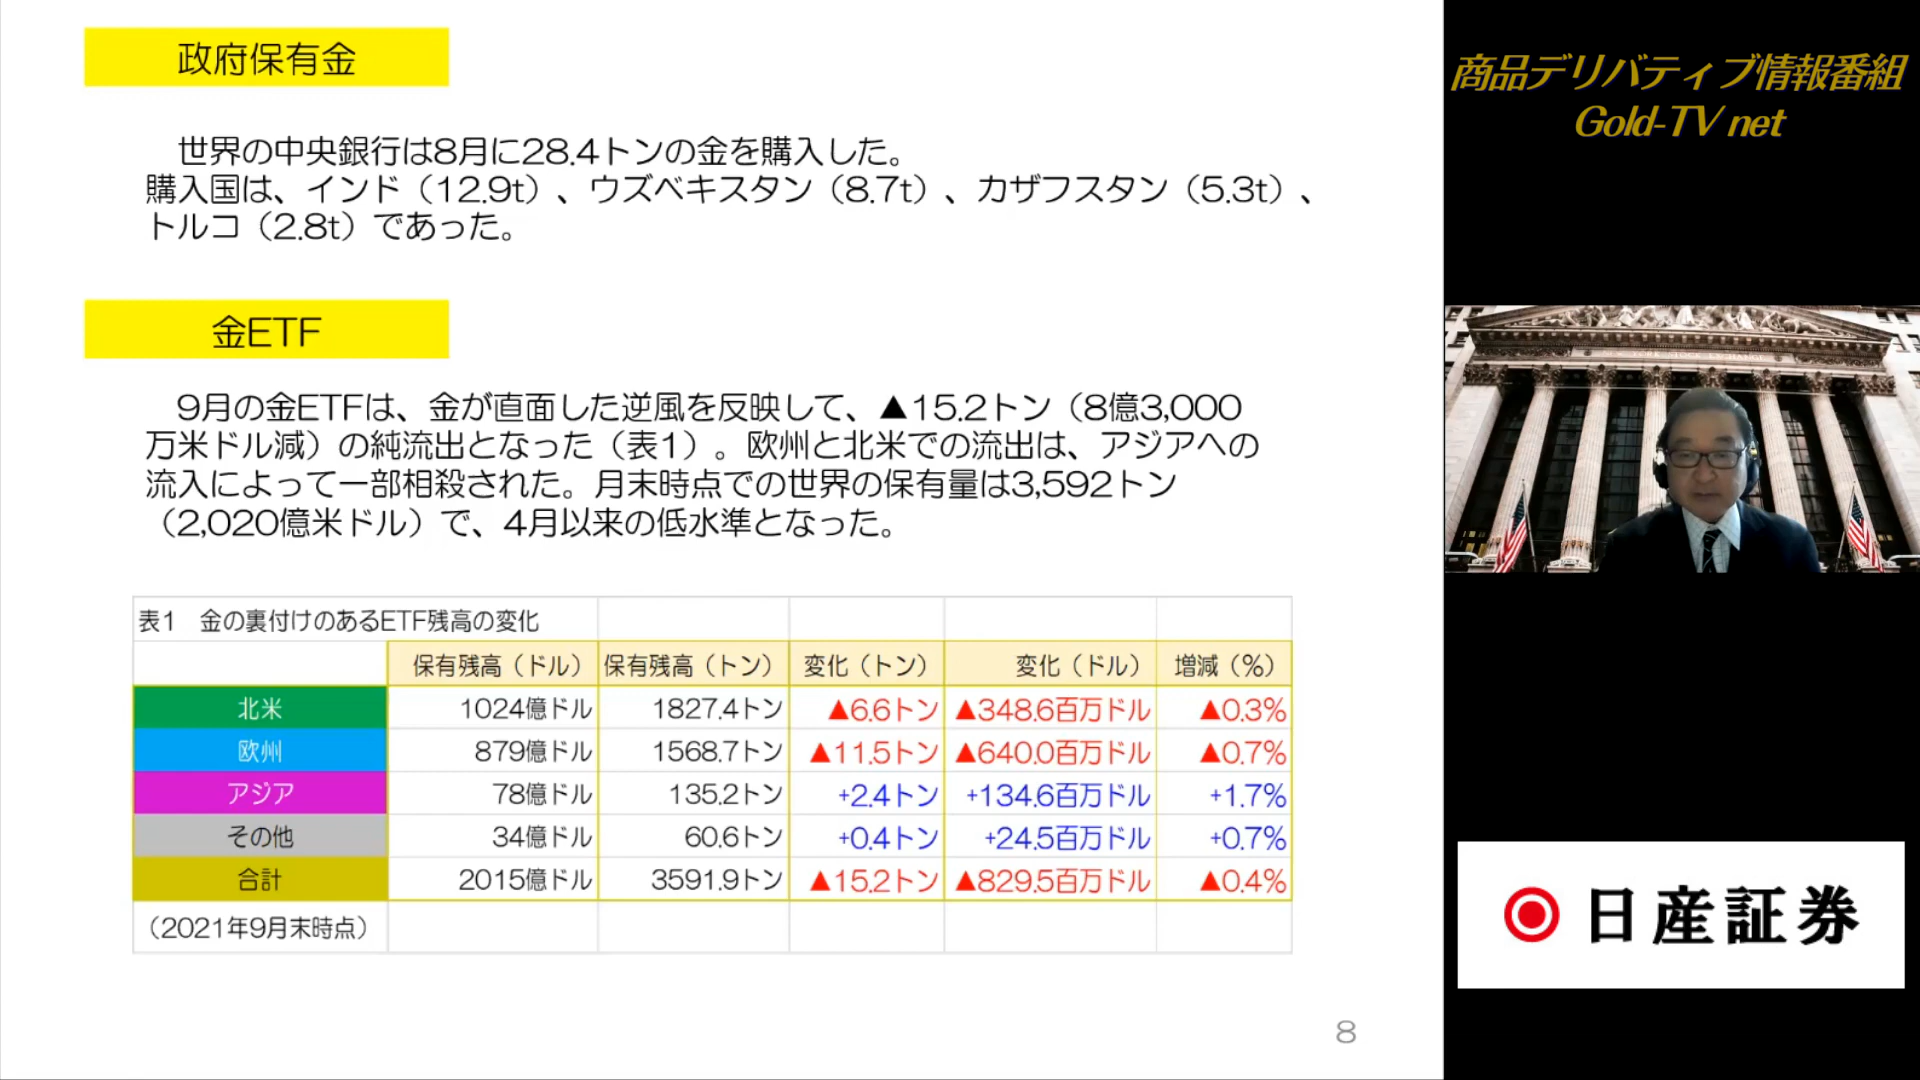 政府保有金
世界の中央銀行は8月に28.4トンの金を購入した。
購入国は、インド（12.9t）、ウズベキスタン（8.7t）、カザフスタン（5.3t）、
トルコ（2.8t）であった。
金ETF
9月の金ETFは、金が直面した逆風を反映して、▲15.2トン（8億3,000
万米ドル減）の純流出となった（表1）。欧州と北米での流出は、アジアへの
流入によって一部相殺された。月末時点での世界の保有量は3,592トン
（2,020億米ドル）で、4月以来の低水準となった。
表1　金の裏付けのあるETF残高の変化
保有残高（ドル） 保有残高（トン） 変化（トン） 変化（ドル） 増減（%）
北米 1024億ドル 1827.4トン ▲6.6トン ▲348.6百万ドル ▲0.3%
欧州 879億ドル 1568.7トン ▲11.5トン ▲640.0百万ドル ▲0.7%
アジア 78億ドル 135.2トン +2.4トン +134.6百万ドル +1.7%
その他 34億ドル 60.6トン +0.4トン +24.5百万ドル +0.7%
合計 2015億ドル 3591.9トン ▲15.2トン ▲829.5百万ドル ▲0.4%
（2021年9月末時点）
8
商品デリバティブ情報番組
Gold-TV net
日産証券